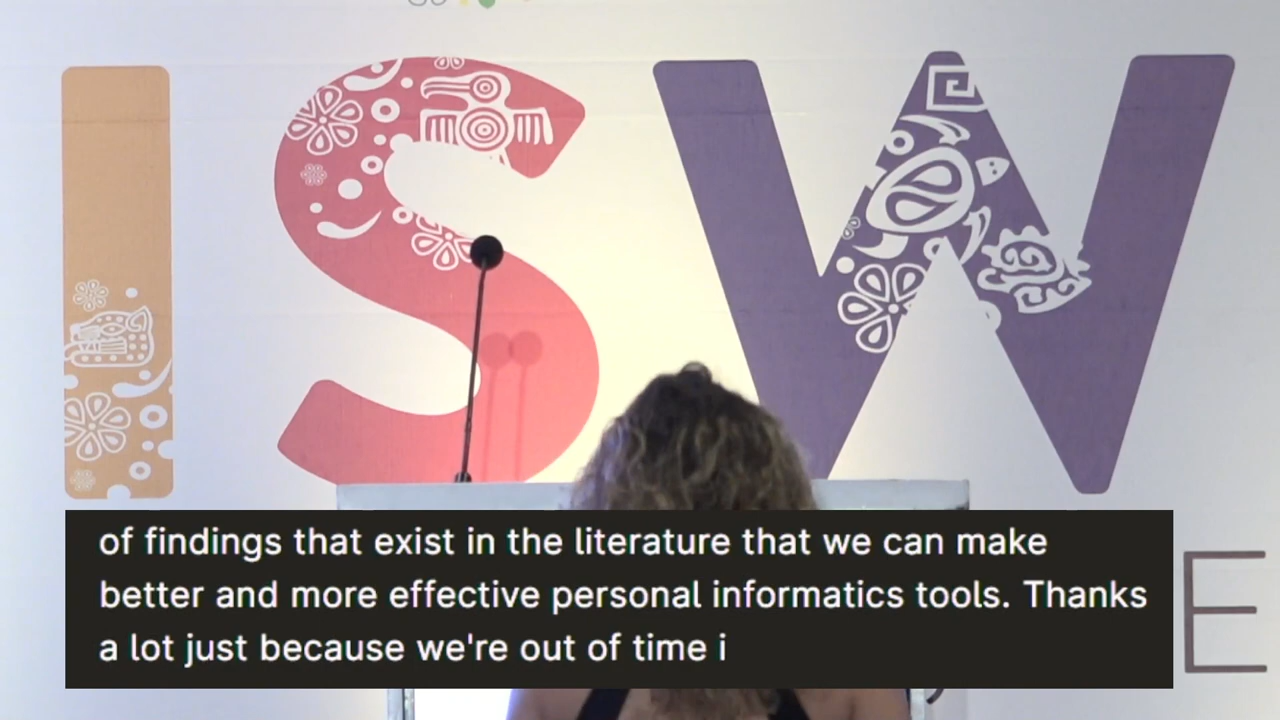 ISW
of findings that exist in the literature that we can make
better and more effective personal informatics tools. Thanks
a lot just because we're out of time i
E